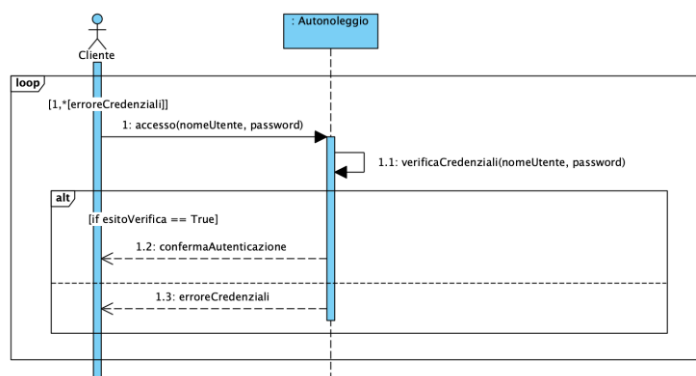 : Autonoleggio
Cliente
loop
[1,*[erroreCredenziali]]
1: accesso(nomeUtente, password)
1.1: verificaCredenziali(nomeUtente, password)
alt
[if esitoVerifica == True]
1.2: confermaAutenticazione
1.3: erroreCredenziali